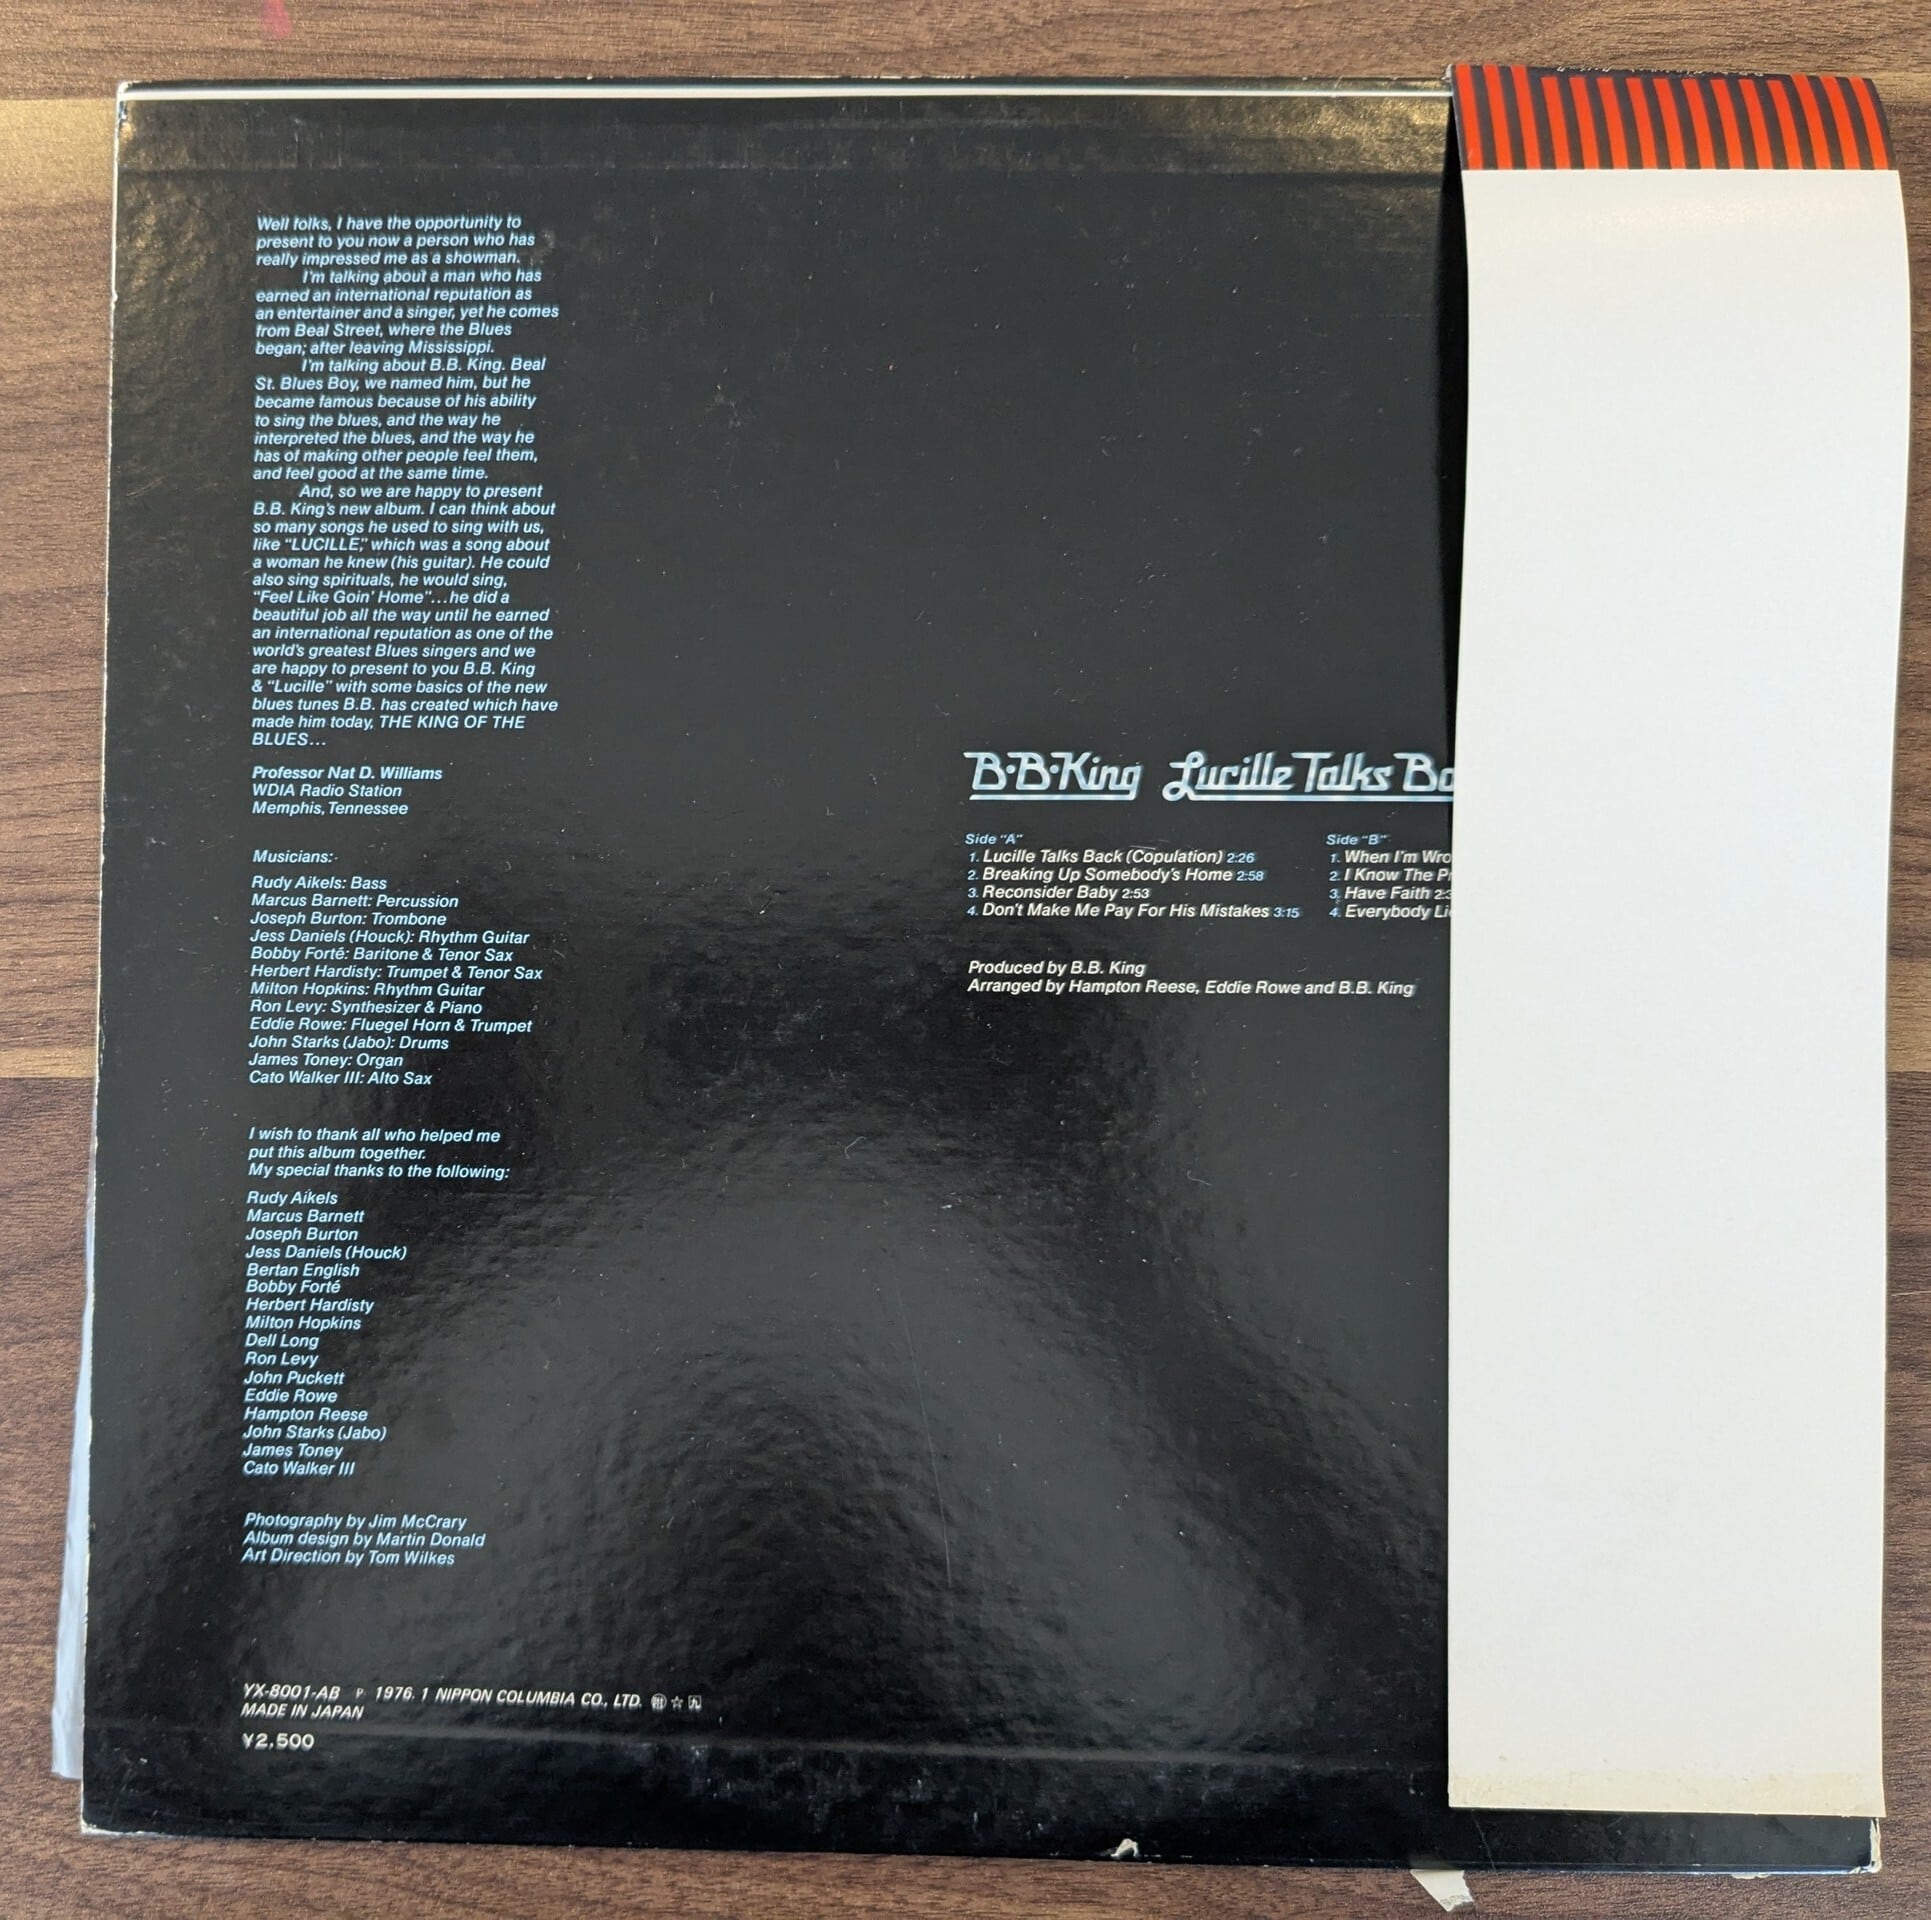 Well folks, I have the opportunity to
present to you now a person who has
really impressed me as a showman.
I'm talking about a man who has
earned an international reputation as
an entertainer and a singer, yet he comes
from Beal Street, where the Blues
began; after leaving Mississippi.
I'm talking about B.B. King. Beal
St. Blues Boy, we named him, but he
became famous because of his ability
to sing the blues, and the way he
interpreted the blues, and the way he
has of making other people feel them,
and feel good at the same time.
And, so we are happy to present
B.B. King's new album. I can think about
so many songs he used to sing with us,
like "LUCILLE," which was a song about
a woman he knew (his guitar). He could
also sing spirituals, he would sing,
"Feel Like Goin' Home"...he did a
beautiful job all the way until he earned
an international reputation as one of the
world's greatest Blues singers and we
are happy to present to you B.B. King
& "Lucille" with some basics of the new
blues tunes B.B. has created which have
made him today, THE KING OF THE
BLUES...
Professor Nat D. Williams
WDIA Radio Station
Memphis, Tennessee
Musicians:
Rudy Aikels: Bass
Marcus Barnett: Percussion
Joseph Burton: Trombone
Jess Daniels (Houck): Rhythm Guitar
Bobby Forté: Baritone & Tenor Sax
Herbert Hardisty: Trumpet & Tenor Sax
Milton Hopkins: Rhythm Guitar
Ron Levy: Synthesizer & Piano
Eddie Rowe: Fluegel Horn & Trumpet
John Starks (Jabo): Drums
James Toney: Organ
Cato Walker III: Alto Sax
I wish to thank all who helped me
put this album together.
My special thanks to the following:
Rudy Aikels
Marcus Barnett
Joseph Burton
Jess Daniels (Houck)
Bertan English
Bobby Forté
Herbert Hardisty
Milton Hopkins
Dell Long
Ron Levy
John Puckett
Eddie Rowe
Hampton Reese
John Starks (Jabo)
James Toney
Cato Walker III
Photography by Jim McCrary
Album design by Martin Donald
Art Direction by Tom Wilkes
YX-8001-AB Ⓟ 1976.1 NIPPON COLUMBIA CO., LTD. ☆
MADE IN JAPAN
¥2,500
B·B·King Lucille Talks Ba
Side "A"
1. Lucille Talks Back (Copulation) 2:26
2. Breaking Up Somebody's Home 2:58
3. Reconsider Baby 2:53
4. Don't Make Me Pay For His Mistakes 3:15
Side "B"
1. When I'm Wro
2. I Know The P
3. Have Faith 2:3
4. Everybody Li
Produced by B.B. King
Arranged by Hampton Reese, Eddie Rowe and B.B. King